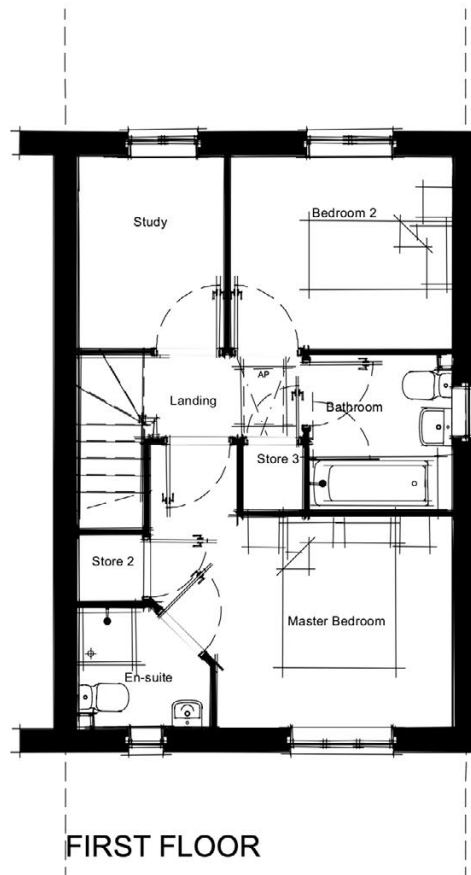 Study
Bedroom 2
AP
Landing
Bathroom
Store 3
Store 2
Master Bedroom
En-suite
FIRST FLOOR